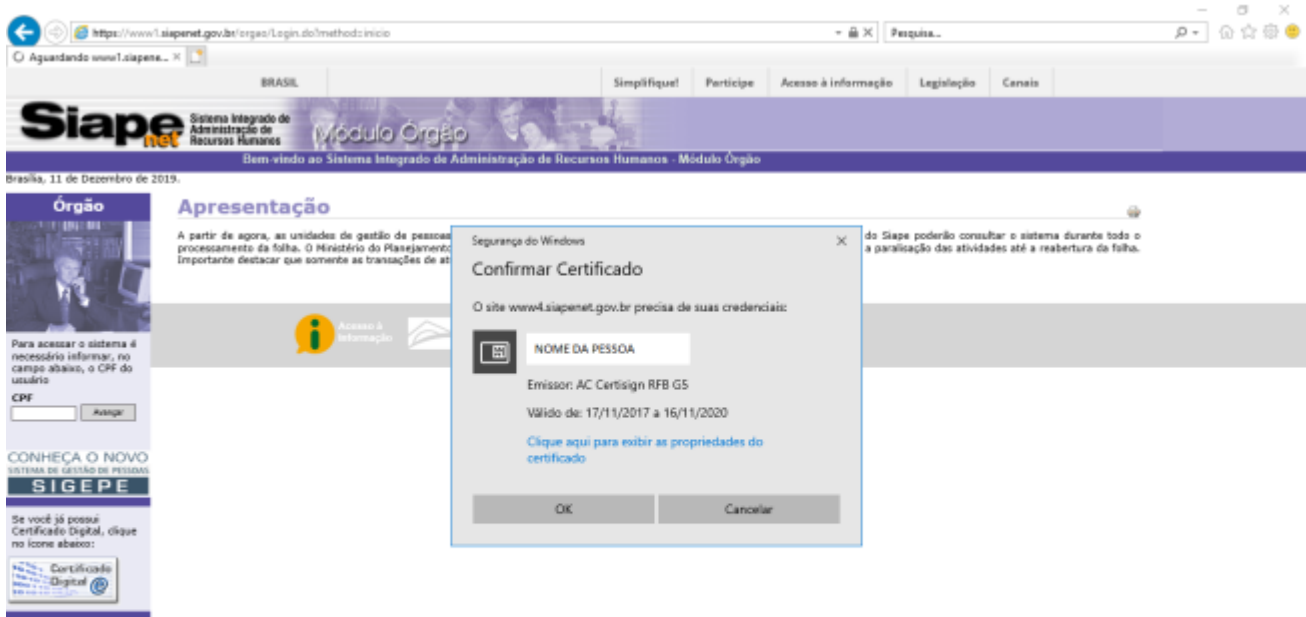 https://www1.siapenet.gov.br/orgao/Login.do?method=inicio
Pesquisa...
Aguardando www1.siapene...
BRASIL
Simplifique!
Participe
Acesso à informação
Legislação
Canais
Siape
net
Sistema Integrado de
Administração de
Recursos Humanos
Módulo Órgão
Bem-vindo ao Sistema Integrado de Administração de Recursos Humanos - Módulo Órgão
Brasília, 11 de Dezembro de 2019.
Órgão
Para acessar o sistema é
necessário informar, no
campo abaixo, o CPF do
usuário
CPF
Avançar
CONHEÇA O NOVO
SISTEMA DE GESTÃO DE PESSOAS
SIGEPE
Se você já possui
Certificado Digital, clique
no ícone abaixo:
Certificado
Digital
Apresentação
A partir de agora, as unidades de gestão de pessoas
do Siape poderão consultar o sistema durante todo o
processamento da folha. O Ministério do Planejamento
a paralisação das atividades até a reabertura da folha.
Importante destacar que somente as transações de at
Acesso à
Informação
Segurança do Windows
Confirmar Certificado
O site www4.siapenet.gov.br precisa de suas credenciais:
NOME DA PESSOA
Emissor: AC Certisign RFB G5
Válido de: 17/11/2017 a 16/11/2020
Clique aqui para exibir as propriedades do
certificado
OK
Cancelar